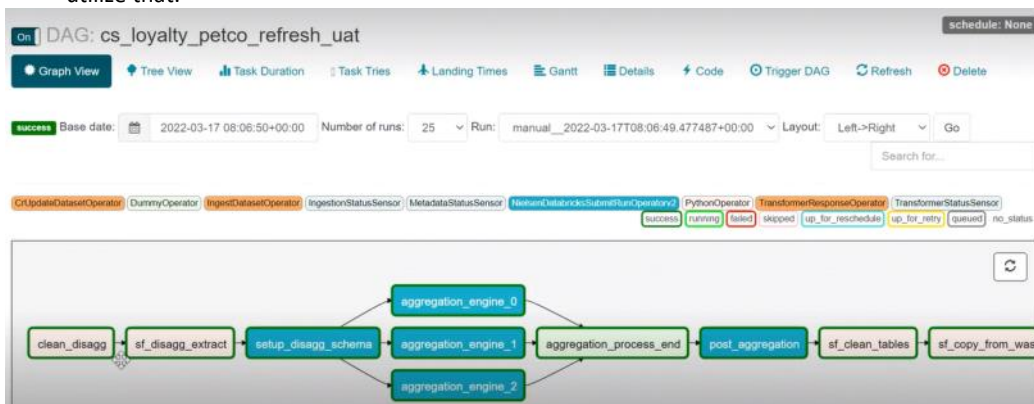 utilize that.
On DAG: cs_loyalty_petco_refresh_uat
schedule: None
Graph View Tree View Task Duration Task Tries Landing Times Gantt Details Code Trigger DAG Refresh Delete
success Base date: 2022-03-17 08:06:50+00:00 Number of runs: 25 Run: manual__2022-03-17T08:06:49.477487+00:00 Layout: Left->Right Go
Search for...
CrUpdateDatasetOperator DummyOperator IngestDatasetOperator IngestionStatusSensor MetadataStatusSensor NielsenDatabricksSubmitRunOperatorv2 PythonOperator TransformerResponseOperator TransformerStatusSensor
success running failed skipped up_for_reschedule up_for_retry queued no_status
aggregation_engine_0
clean_disagg sf_disagg_extract setup_disagg_schema aggregation_engine_1 aggregation_process_end post_aggregation sf_clean_tables sf_copy_from_was
aggregation_engine_2